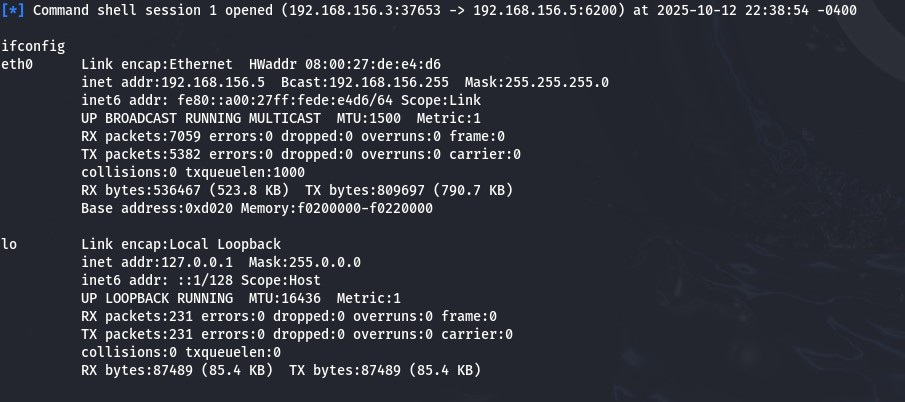 [*] Command shell session 1 opened (192.168.156.3:37653 -> 192.168.156.5:6200) at 2025-10-12 22:38:54 -0400
ifconfig
eth0      Link encap:Ethernet  HWaddr 08:00:27:de:e4:d6
          inet addr:192.168.156.5  Bcast:192.168.156.255  Mask:255.255.255.0
          inet6 addr: fe80::a00:27ff:fede:e4d6/64 Scope:Link
          UP BROADCAST RUNNING MULTICAST  MTU:1500  Metric:1
          RX packets:7059 errors:0 dropped:0 overruns:0 frame:0
          TX packets:5382 errors:0 dropped:0 overruns:0 carrier:0
          collisions:0 txqueuelen:1000
          RX bytes:536467 (523.8 KB)  TX bytes:809697 (790.7 KB)
          Base address:0xd020 Memory:f0200000-f0220000
lo        Link encap:Local Loopback
          inet addr:127.0.0.1  Mask:255.0.0.0
          inet6 addr: ::1/128 Scope:Host
          UP LOOPBACK RUNNING  MTU:16436  Metric:1
          RX packets:231 errors:0 dropped:0 overruns:0 frame:0
          TX packets:231 errors:0 dropped:0 overruns:0 carrier:0
          collisions:0 txqueuelen:0
          RX bytes:87489 (85.4 KB)  TX bytes:87489 (85.4 KB)